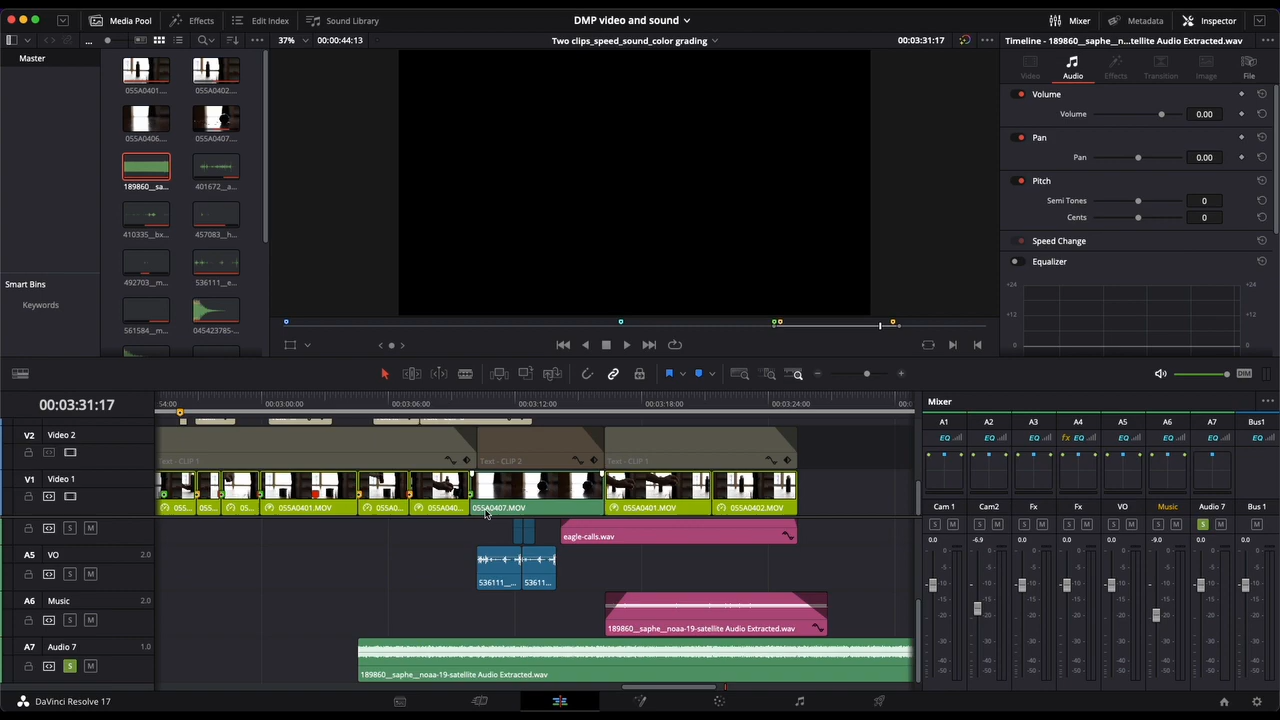 Media Pool
Effects
Edit Index
Sound Library
DMP video and sound
Mixer
Metadata
Inspector
37%
00:00:44:13
Two clips_speed_sound_color grading
00:03:31:17
Timeline - 189860__saphe__n...tellite Audio Extracted.wav
Master
055A0401....
055A0402....
055A0406....
055A0407....
189860__sa...
401672__a...
410335__bx...
457083__h...
492703__m...
536111__e...
561584__m...
045423785-...
Smart Bins
Keywords
Video
Audio
Effects
Transition
Image
File
Volume
Volume
0.00
Pan
Pan
0.00
Pitch
Semi Tones
0
Cents
0
Speed Change
Equalizer
+24
+24
+12
+12
0
0
DIM
00:03:31:17
54:00
00:03:00:00
00:03:06:00
00:03:12:00
00:03:18:00
00:03:24:00
V2
Video 2
Text - CLIP 1
Text - CLIP 2
Text - CLIP 1
V1
Video 1
055...
055...
05...
055A0401.MOV
055A0...
055A040...
055A0407.MOV
055A0401.MOV
055A0402.MOV
S
M
eagle-calls.wav
A5
VO
2.0
S
M
536111__...
53611...
A6
Music
2.0
S
M
189860__saphe__noaa-19-satellite Audio Extracted.wav
A7
Audio 7
1.0
S
M
189860__saphe__noaa-19-satellite Audio Extracted.wav
Mixer
A1
A2
A3
A4
A5
A6
A7
Bus1
EQ
EQ
EQ
fx EQ
EQ
EQ
EQ
EQ
Cam 1
Cam2
Fx
Fx
VO
Music
Audio 7
Bus 1
S M
S M
S M
S M
S M
S M
S M
M
0.0
-6.9
0.0
0.0
0.0
-9.0
0.0
0.0
DaVinci Resolve 17